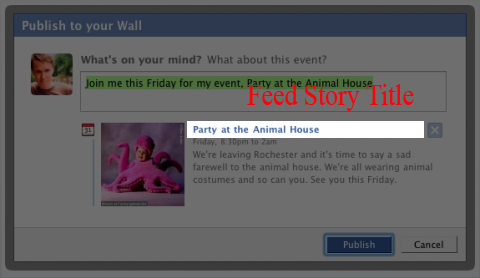 Publish to your Wall
What's on your mind? What about this event?
Join me this Friday for my event, Party at the Animal House
Feed Story Title
31
Party at the Animal House
Friday, 8:30pm to 2am
We're leaving Rochester and it's time to say a sad
farewell to the animal house. We're all wearing animal
costumes and so can you. See you this Friday.
Publish
Cancel